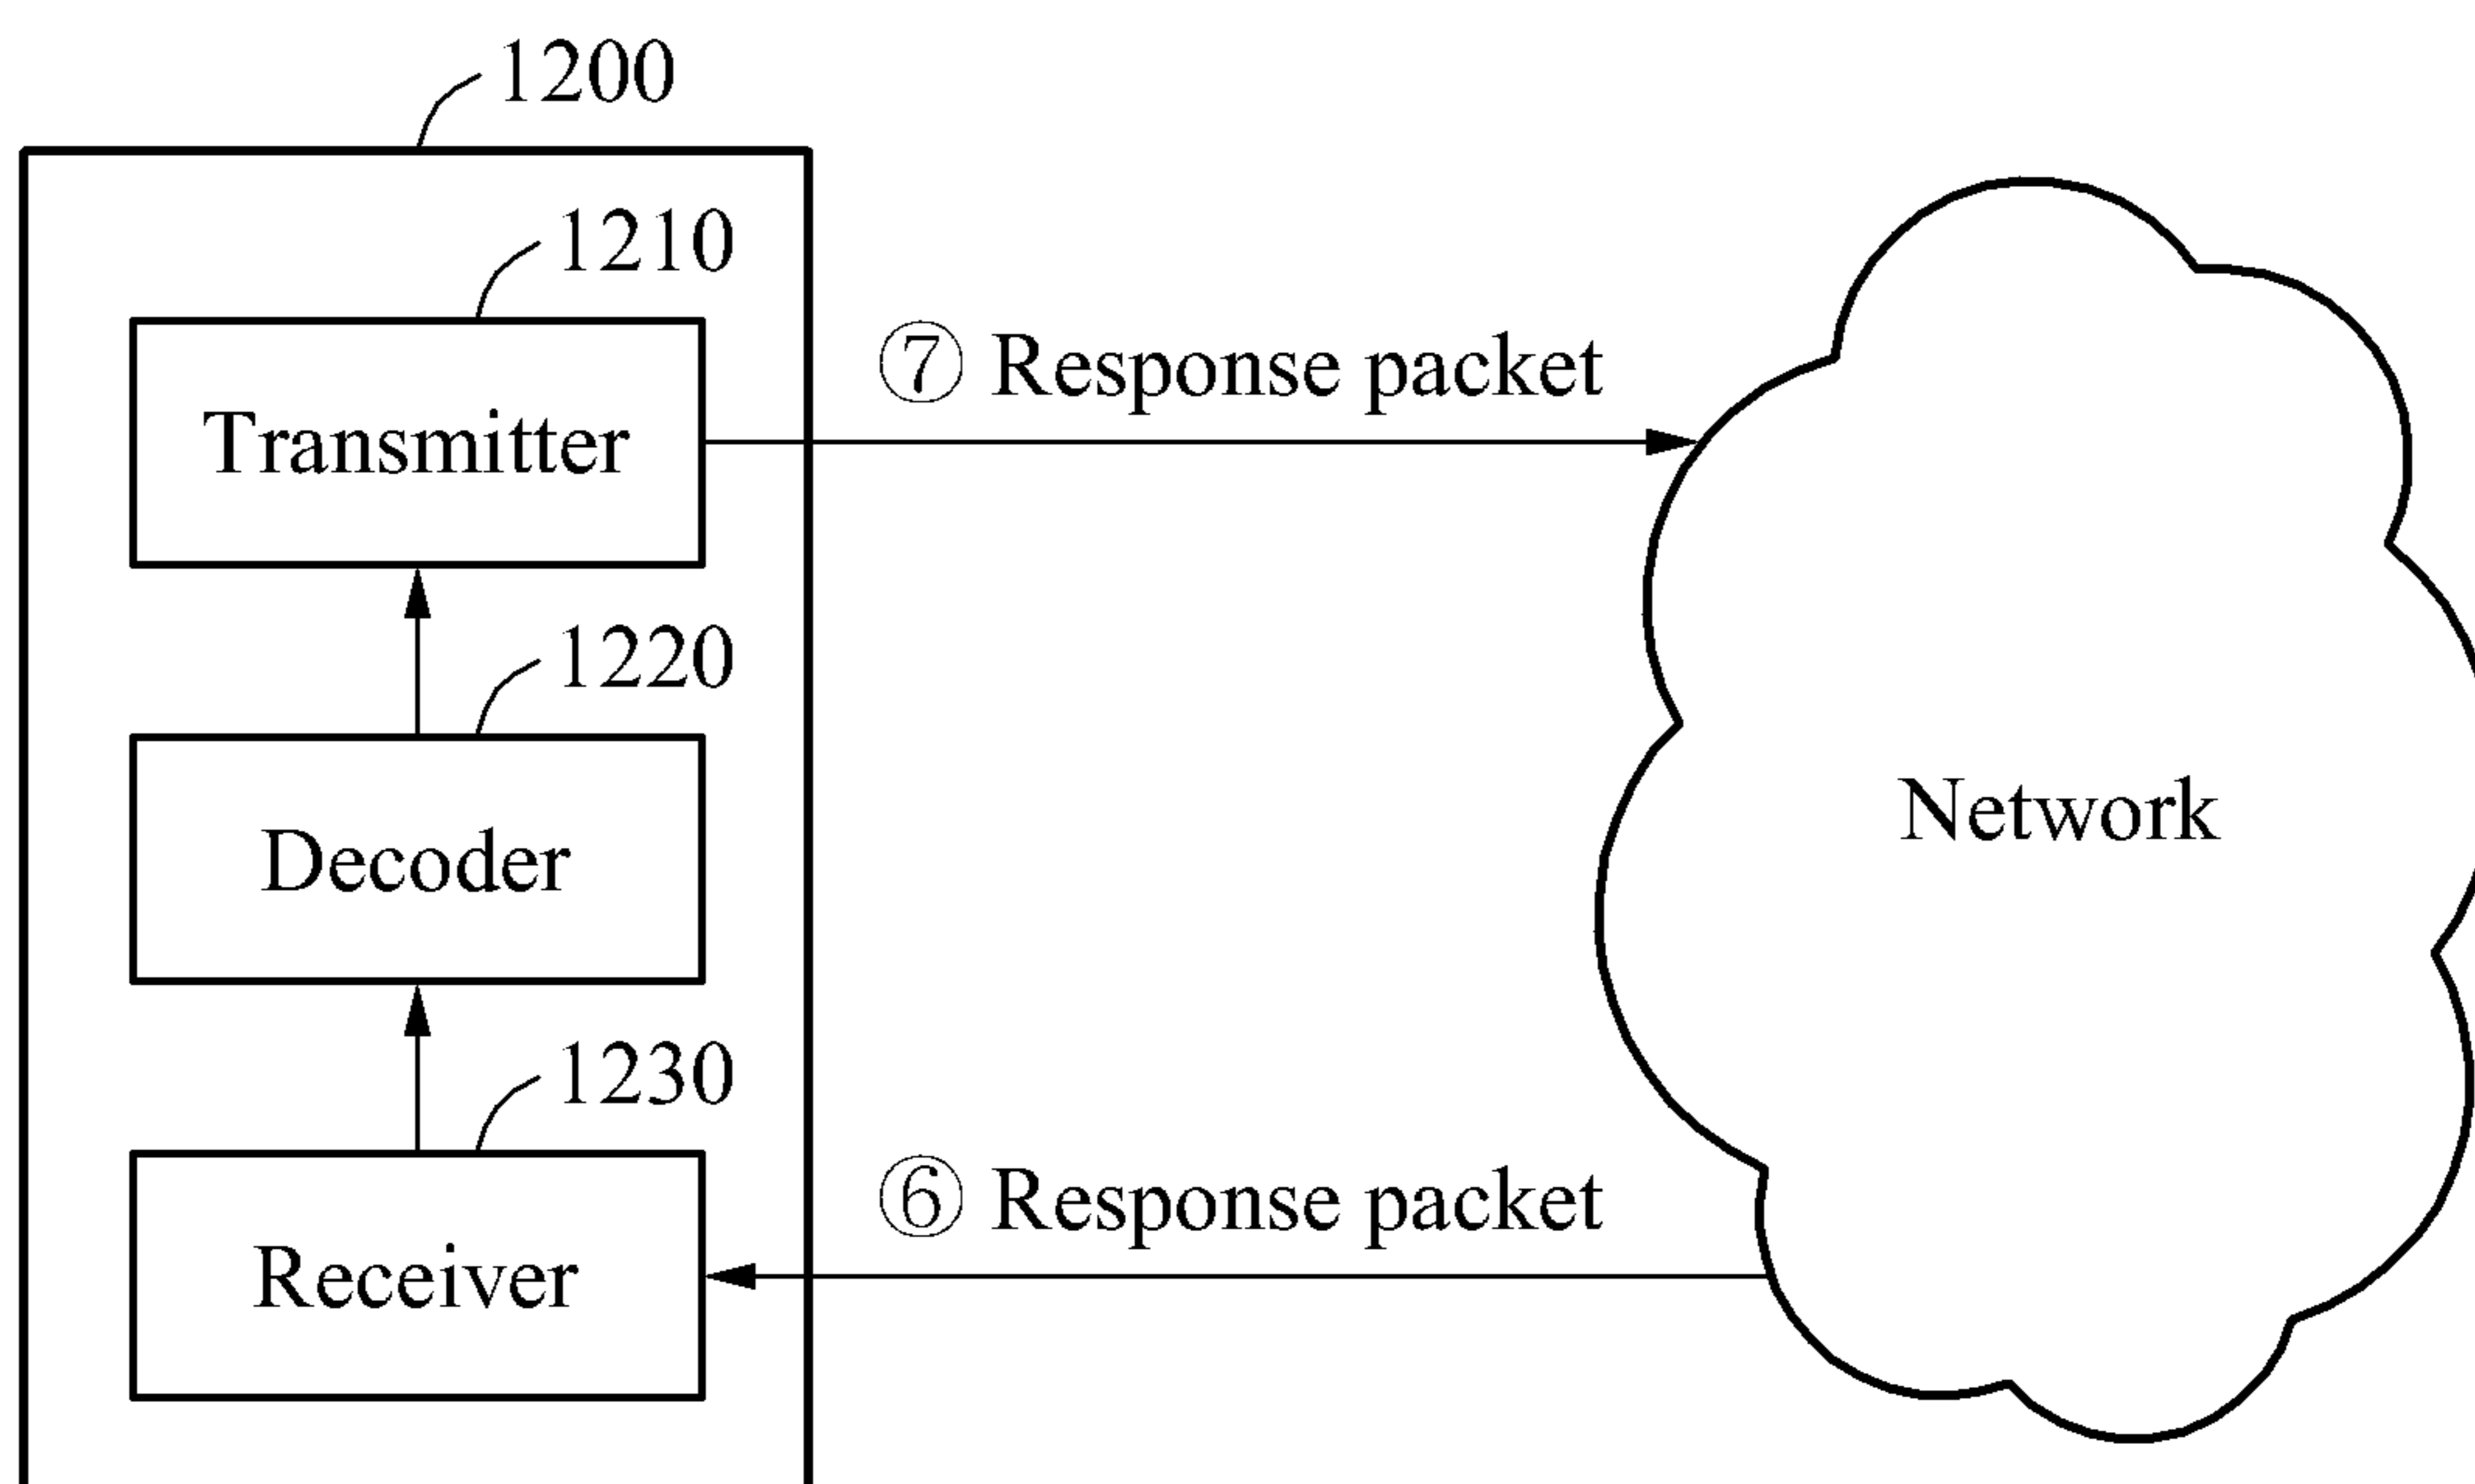 1200
1210
⑦ Response packet
Transmitter
1220
Network
Decoder
1230
⑥ Response packet
Receiver